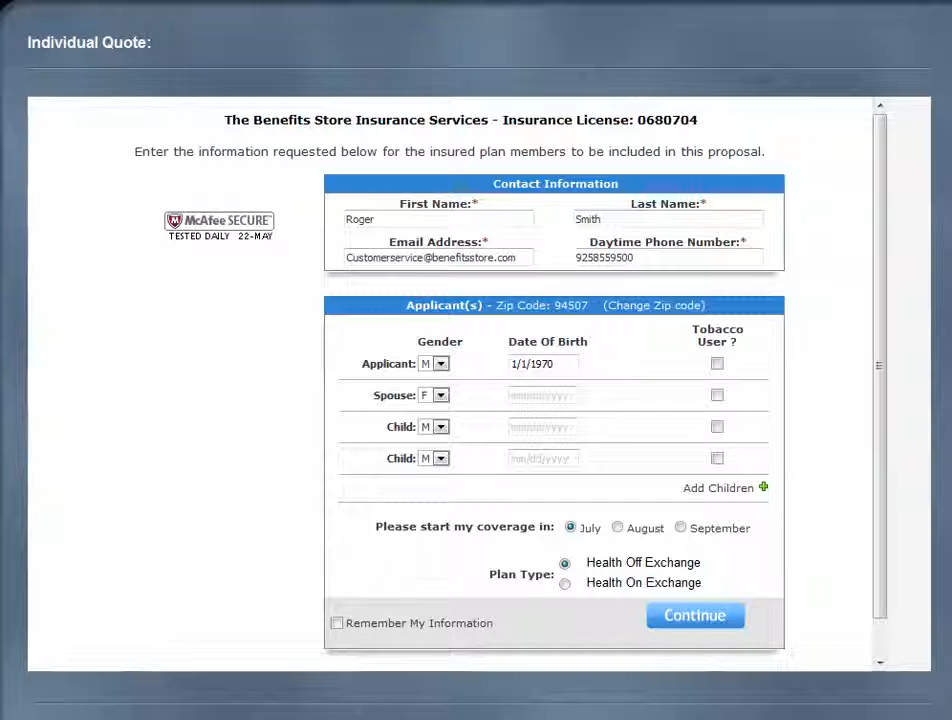 Individual Quote:
The Benefits Store Insurance Services - Insurance License: 0680704
Enter the information requested below for the insured plan members to be included in this proposal.
McAfee SECURE
TESTED DAILY 22-MAY
Contact Information
First Name:* Last Name:*
Roger Smith
Email Address:* Daytime Phone Number:*
Customerservice@benefitsstore.com 9258559500
Applicant(s) - Zip Code: 94507 (Change Zip code)
Gender Date Of Birth Tobacco User ?
Applicant: M 1/1/1970
Spouse: F mm/dd/yyyy
Child: M mm/dd/yyyy
Child: M mm/dd/yyyy
Add Children
Please start my coverage in: July August September
Plan Type: Health Off Exchange
Health On Exchange
Remember My Information Continue